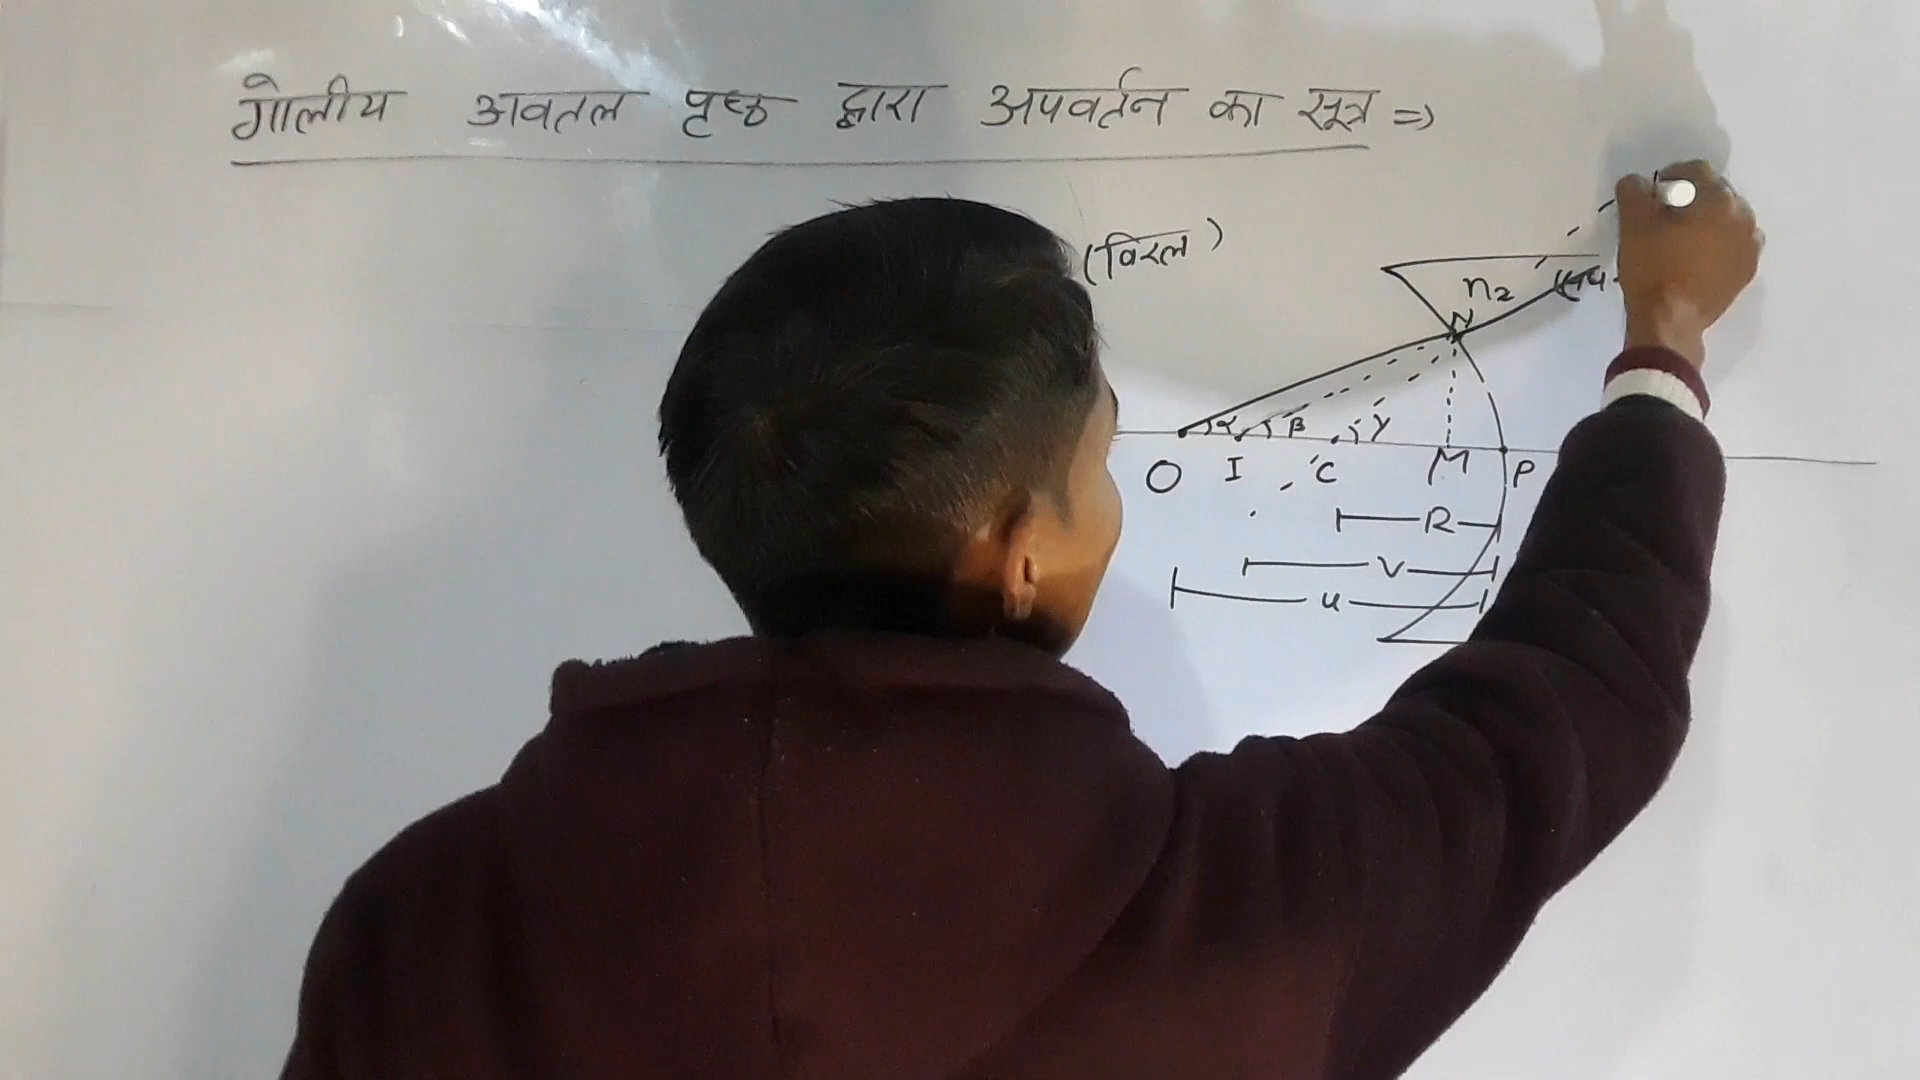 गोलीय अवतल पृष्ठ द्वारा अपवर्तन का सूत्र ⇒
(विरल)
n₂
N
α β γ
O I C M P
R
v
u